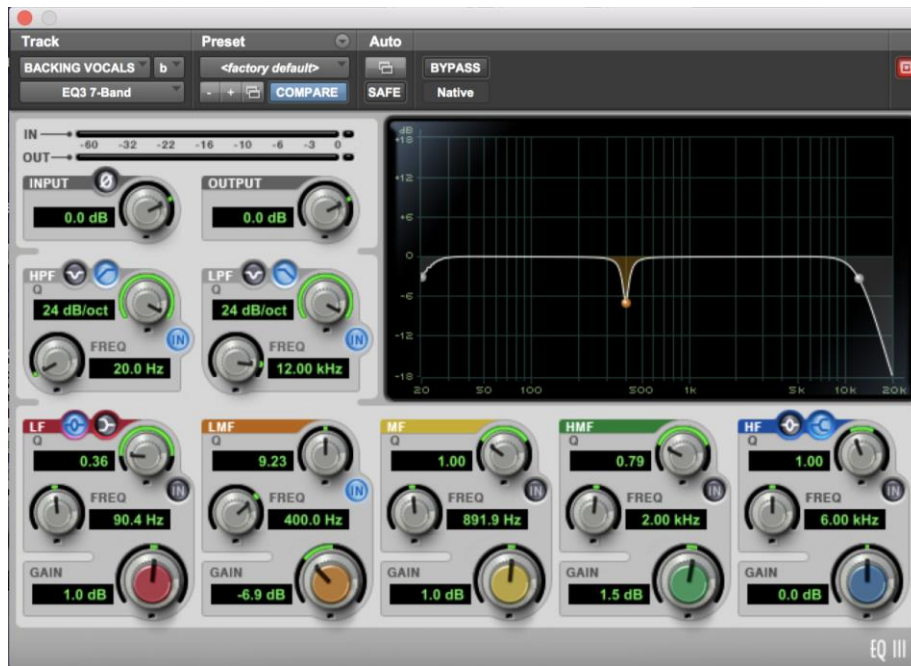 Track Preset Auto
BACKING VOCALS b <factory default> BYPASS
EQ3 7-Band - + COMPARE SAFE Native
IN
-60 -32 -22 -16 -10 -6 -3 0
OUT
INPUT Ø OUTPUT
0.0 dB 0.0 dB
HPF LPF
Q Q
24 dB/oct 24 dB/oct
IN IN
FREQ FREQ
20.0 Hz 12.00 kHz
dB
+18
+12
+6
0
-6
-12
-18
20 50 100 500 1k 5k 10k 20k
LF LMF MF HMF HF
Q Q Q Q Q
0.36 9.23 1.00 0.79 1.00
IN IN IN IN IN
FREQ FREQ FREQ FREQ FREQ
90.4 Hz 400.0 Hz 891.9 Hz 2.00 kHz 6.00 kHz
GAIN GAIN GAIN GAIN GAIN
1.0 dB -6.9 dB 1.0 dB 1.5 dB 0.0 dB
EQ III